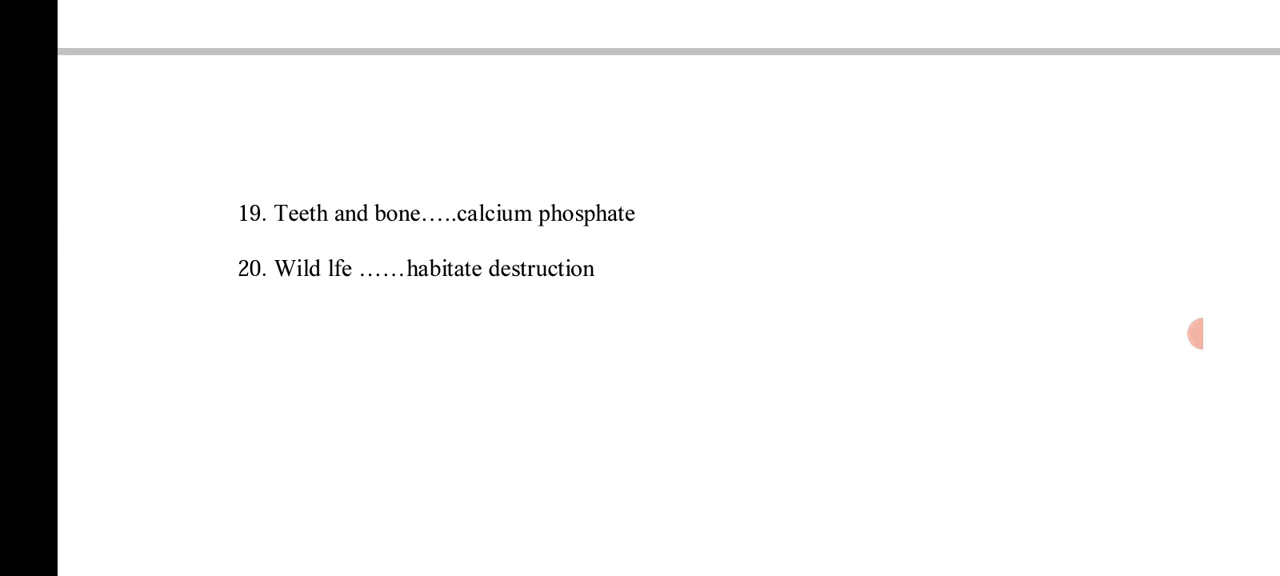 19. Teeth and bone…..calcium phosphate
20. Wild lfe ……habitate destruction